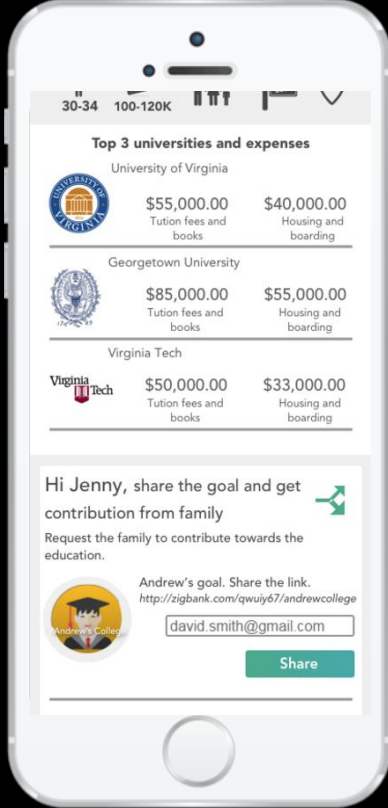 30-34
100-120K
Top 3 universities and expenses
University of Virginia
UNIVERSITY OF
VIRGINIA
$55,000.00
$40,000.00
Tution fees and
books
Housing and
boarding
Georgetown University
$85,000.00
$55,000.00
Tution fees and
books
Housing and
boarding
Virginia Tech
Virginia
Tech
$50,000.00
$33,000.00
Tution fees and
books
Housing and
boarding
Hi Jenny, share the goal and get
contribution from family
Request the family to contribute towards the
education.
Andrew's goal. Share the link.
http://zigbank.com/qwuiy67/andrewcollege
Andrew's College
david.smith@gmail.com
Share